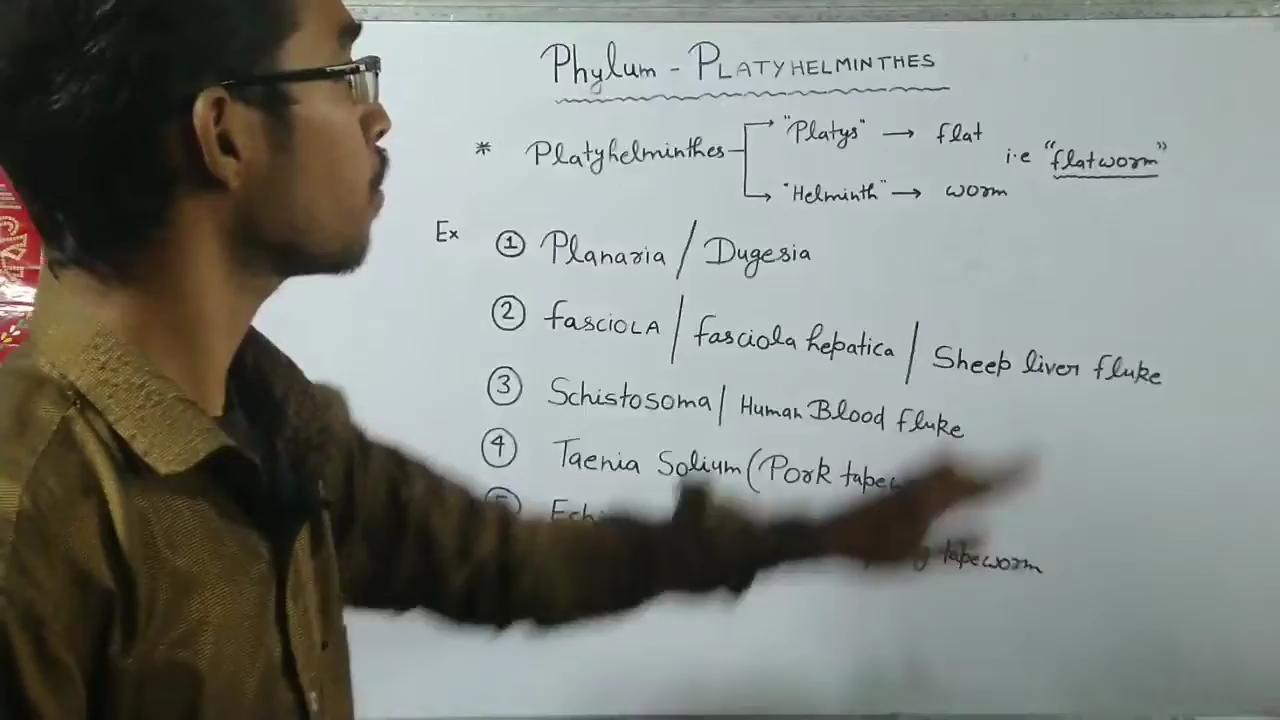 Phylum - PLATYHELMINTHES
* Platyhelminthes "Platys" → flat i.e "flatworm"
"Helminth" → worm
Ex ① Planaria / Dugesia
② fasciola / fasciola hepatica / Sheep liver fluke
③ Schistosoma / Human Blood fluke
④ Taenia Solium (Pork
⑤
tapeworm